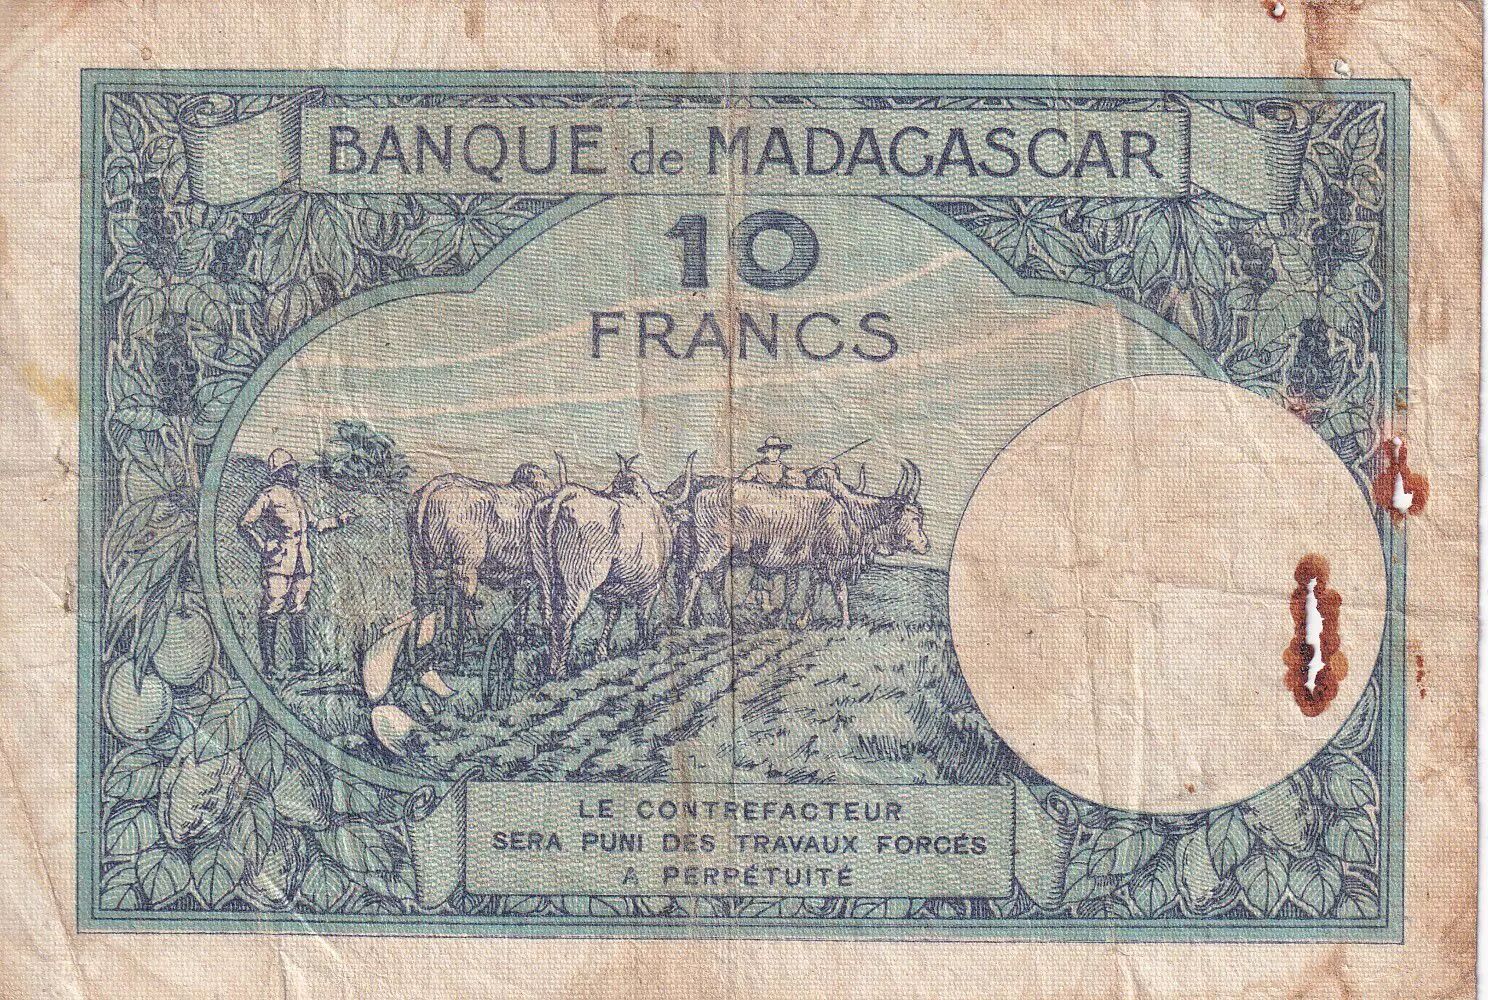 BANQUE de MADAGASCAR
10
FRANCS
LE CONTREFACTEUR
SERA PUNI DES TRAVAUX FORCÉS
A PERPÉTUITÉ